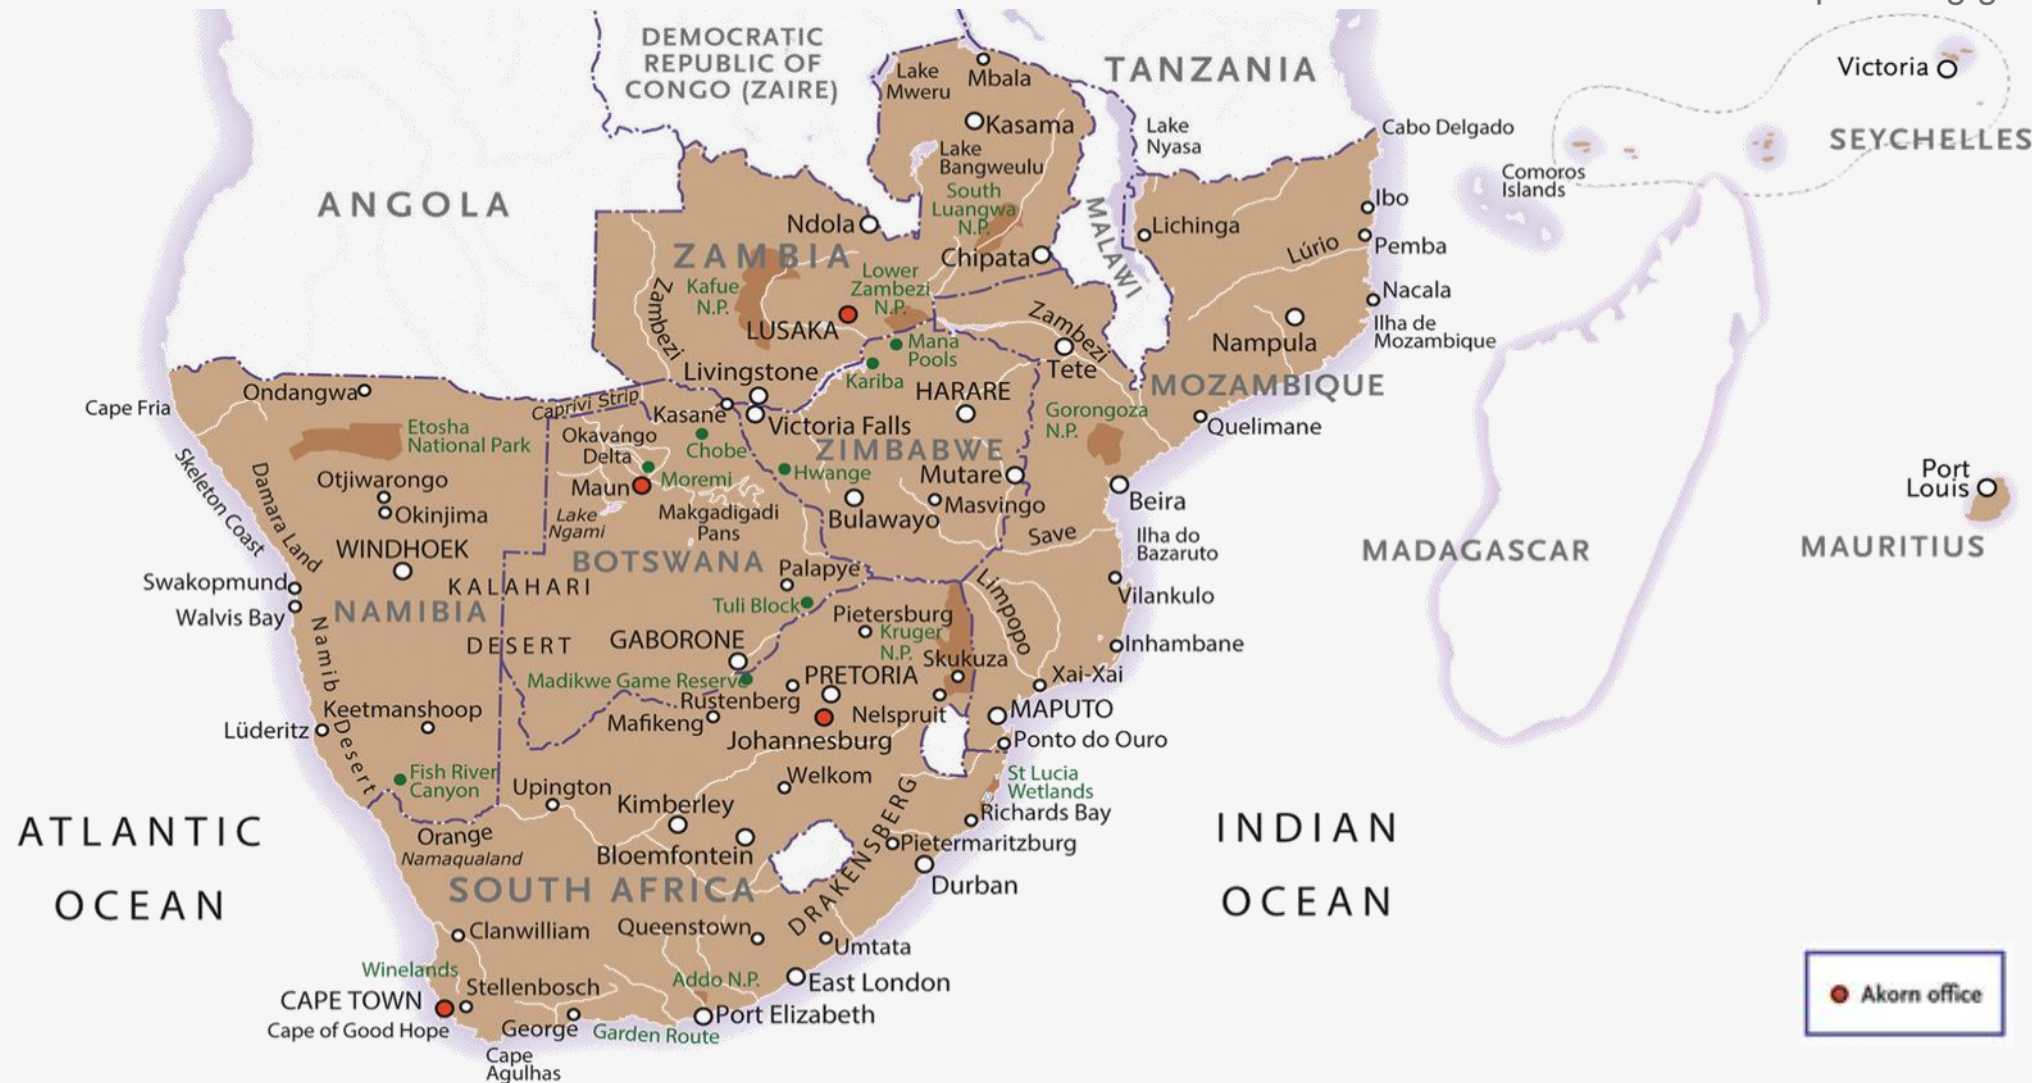 DEMOCRATIC
REPUBLIC OF
CONGO (ZAIRE)
TANZANIA
Victoria
SEYCHELLES
Lake
Mweru
Mbala
Kasama
Lake
Nyasa
Cabo Delgado
Lake
Bangweulu
South
Luangwa
N.P.
Comoros
Islands
ANGOLA
Ndola
MALAWI
Lichinga
Ibo
Lúrio
Pemba
ZAMBIA
Chipata
Kafue
N.P.
Lower
Zambezi
N.P.
Zambezi
LUSAKA
Zambezi
Nacala
Ilha de
Mozambique
Nampula
Mana
Pools
Kariba
Tete
Livingstone
HARARE
MOZAMBIQUE
Cape Fria
Ondangwa
Caprivi Strip
Kasane
Victoria Falls
Gorongoza
N.P.
Quelimane
Etosha
National Park
Okavango
Delta
Chobe
ZIMBABWE
Hwange
Moremi
Mutare
Skeleton Coast
Damara Land
Otjiwarongo
Okinjima
Maun
Lake
Ngami
Makgadigadi
Pans
Bulawayo
Masvingo
Beira
Port
Louis
MAURITIUS
Save
Ilha do
Bazaruto
MADAGASCAR
WINDHOEK
BOTSWANA
Palapye
Swakopmund
KALAHARI
Tuli Block
Limpopo
Vilankulo
Walvis Bay
NAMIBIA
Pietersburg
Kruger
N.P.
DESERT
GABORONE
Skukuza
Inhambane
Namib Desert
Madikwe Game Reserve
PRETORIA
Xai-Xai
Rustenberg
Keetmanshoop
Mafikeng
Nelspruit
MAPUTO
Lüderitz
Johannesburg
Ponto do Ouro
Fish River
Canyon
Upington
Welkom
St Lucia
Wetlands
Kimberley
DRAKENSBERG
Richards Bay
ATLANTIC
OCEAN
INDIAN
OCEAN
Orange
Namaqualand
Bloemfontein
Pietermaritzburg
SOUTH AFRICA
Durban
Clanwilliam
Queenstown
Umtata
Winelands
Stellenbosch
Addo N.P.
East London
CAPE TOWN
Cape of Good Hope
George
Garden Route
Port Elizabeth
Cape
Agulhas
Akorn office